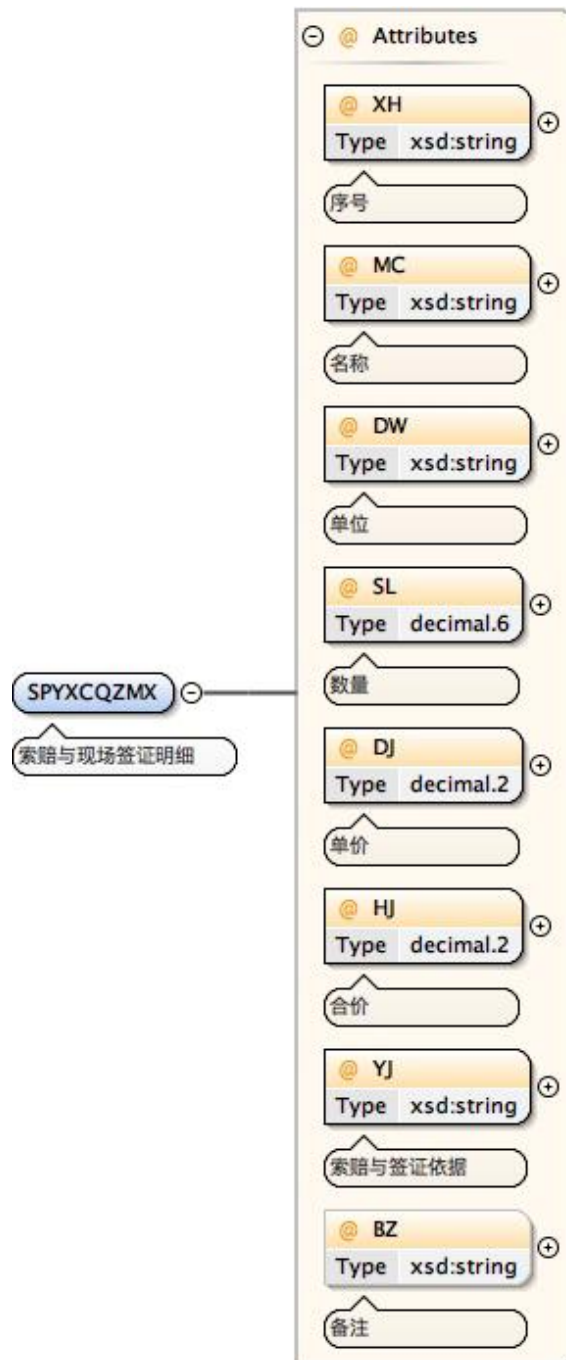 @ Attributes
@ XH
Type xsd:string
序号
@ MC
Type xsd:string
名称
@ DW
Type xsd:string
单位
@ SL
Type decimal.6
数量
SPYXCQZMX
索赔与现场签证明细
@ DJ
Type decimal.2
单价
@ HJ
Type decimal.2
合价
@ YJ
Type xsd:string
索赔与签证依据
@ BZ
Type xsd:string
备注